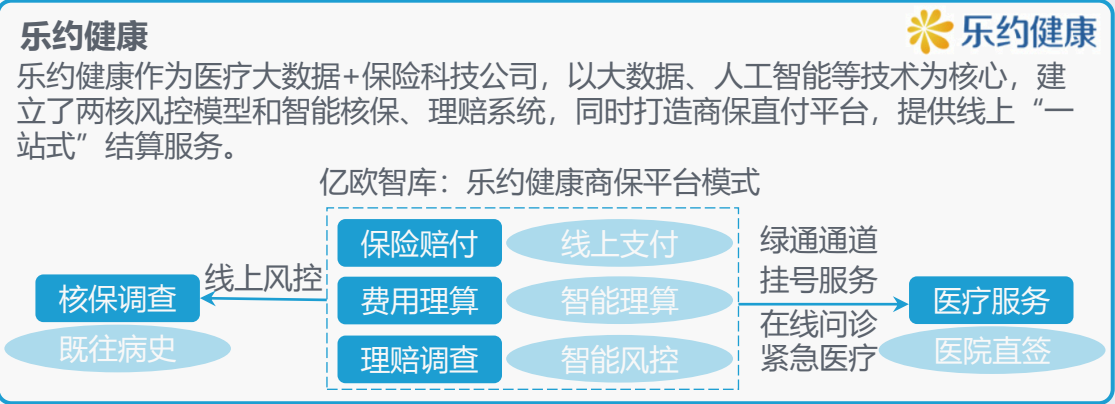 乐约健康
乐约健康
乐约健康作为医疗大数据+保险科技公司，以大数据、人工智能等技术为核心，建
立了两核风控模型和智能核保、理赔系统，同时打造商保直付平台，提供线上“一
站式”结算服务。
亿欧智库：乐约健康商保平台模式
保险赔付
线上支付
绿通通道
线上风控
挂号服务
核保调查
费用理算
智能理算
医疗服务
在线问诊
既往病史
理赔调查
智能风控
紧急医疗
医院直签